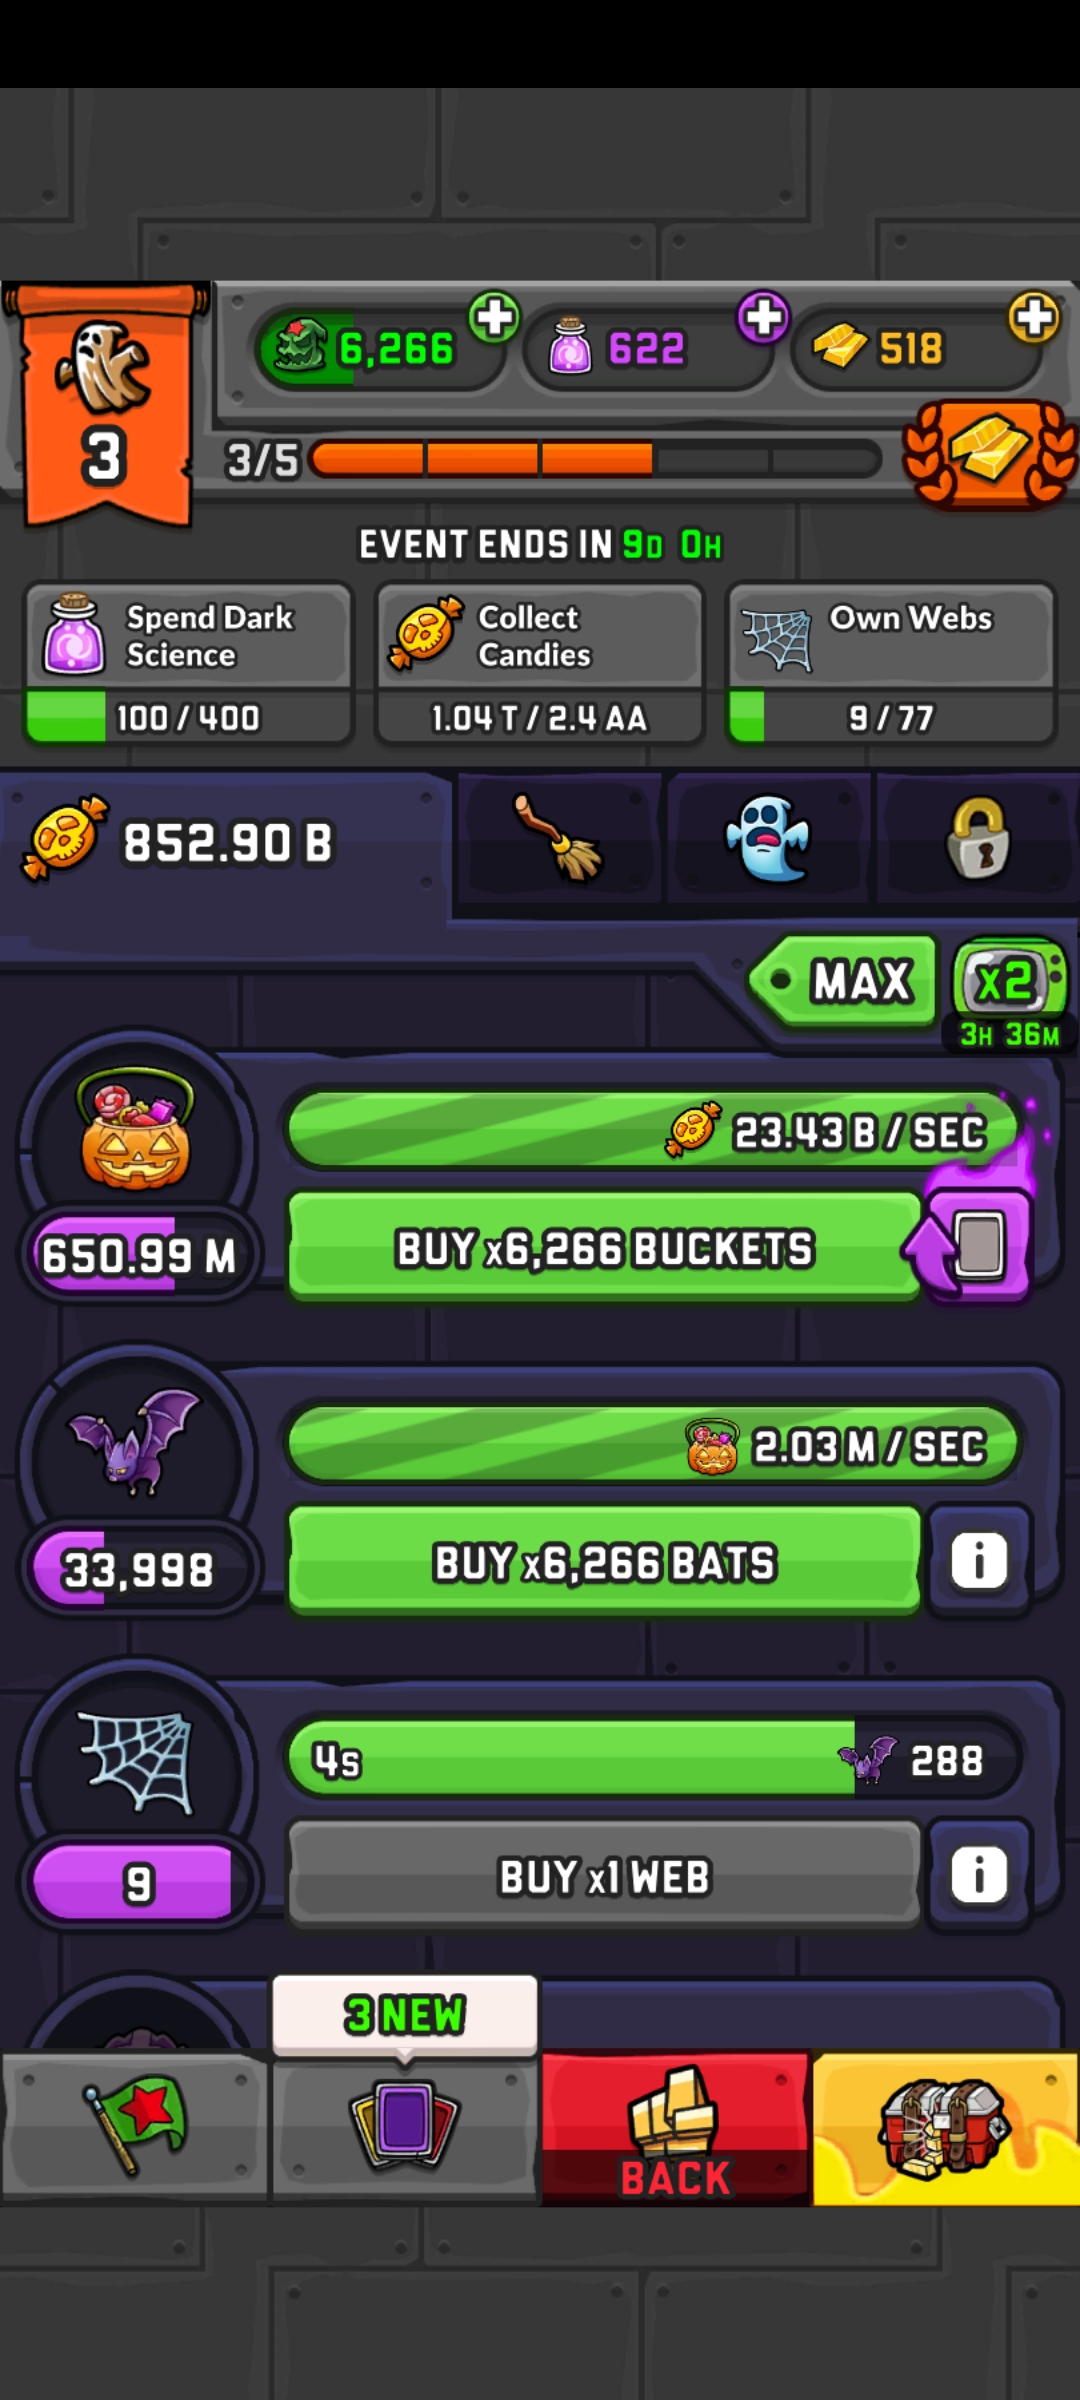 6,266
622
518
3
3/5
EVENT ENDS IN 9D 0H
Spend Dark
Science
100 / 400
Collect
Candies
1.04 T / 2.4 AA
Own Webs
9 / 77
852.90 B
MAX
x2
3H 36M
23.43 B / SEC
650.99 M
BUY x6,266 BUCKETS
2.03 M / SEC
33,998
BUY x6,266 BATS
i
4s
288
9
BUY x1 WEB
i
3 NEW
BACK